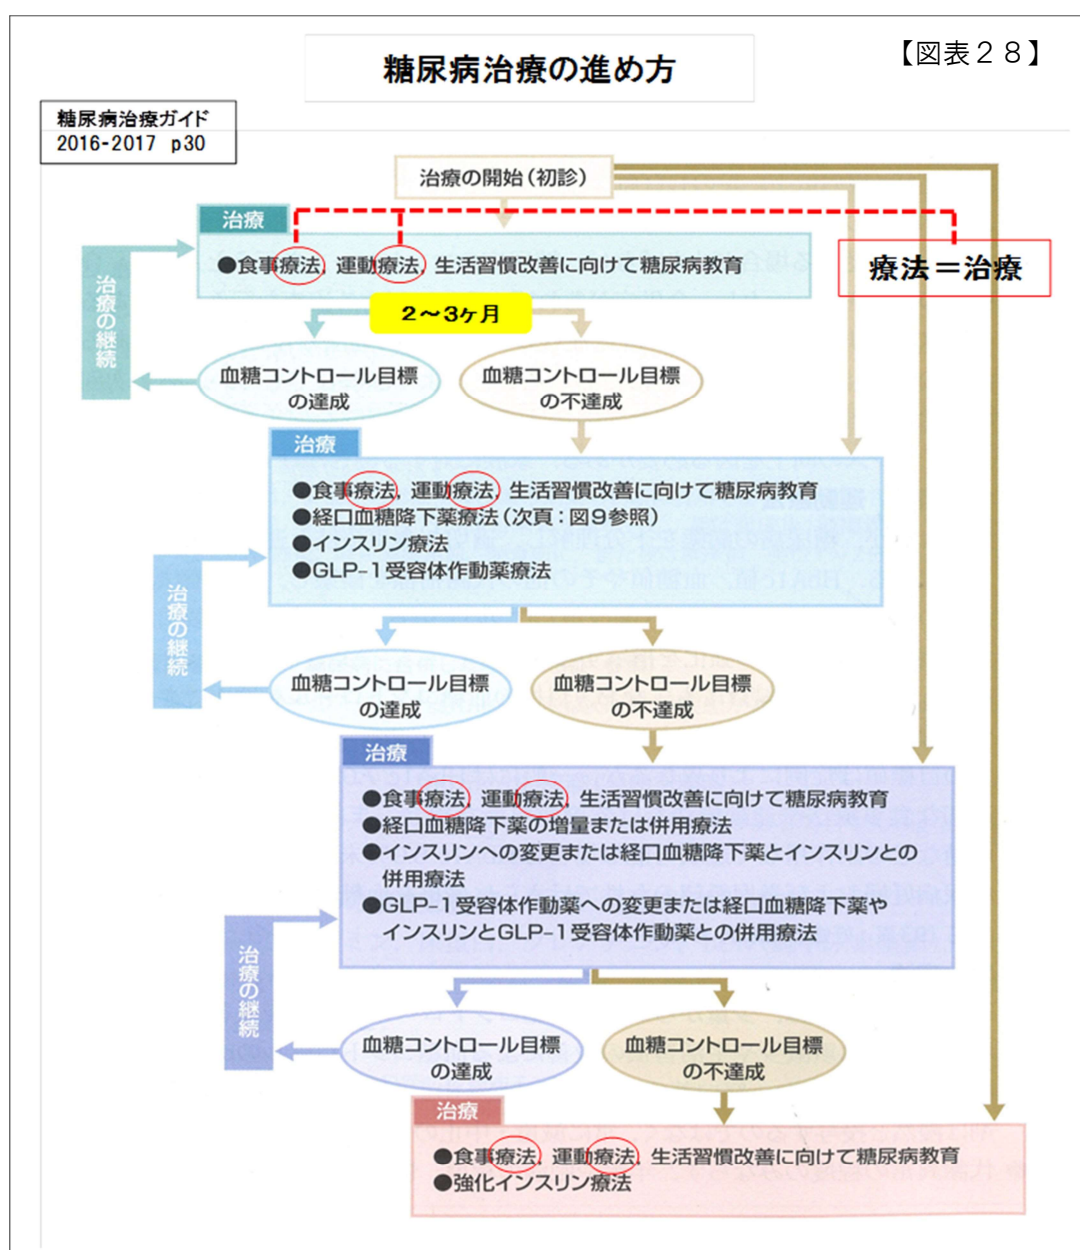 【図表２８】
糖尿病治療の進め方
糖尿病治療ガイド
2016-2017 p30
治療の開始（初診）
治療
●食事療法，運動療法，生活習慣改善に向けて糖尿病教育
療法＝治療
2～3ヶ月
治療の継続
血糖コントロール目標
の達成
血糖コントロール目標
の不達成
治療
●食事療法，運動療法，生活習慣改善に向けて糖尿病教育
●経口血糖降下薬療法（次頁：図9参照）
●インスリン療法
●GLP-1受容体作動薬療法
治療の継続
血糖コントロール目標
の達成
血糖コントロール目標
の不達成
治療
●食事療法，運動療法，生活習慣改善に向けて糖尿病教育
●経口血糖降下薬の増量または併用療法
●インスリンへの変更または経口血糖降下薬とインスリンとの
併用療法
●GLP-1受容体作動薬への変更または経口血糖降下薬や
インスリンとGLP-1受容体作動薬との併用療法
治療の継続
血糖コントロール目標
の達成
血糖コントロール目標
の不達成
治療
●食事療法，運動療法，生活習慣改善に向けて糖尿病教育
●強化インスリン療法